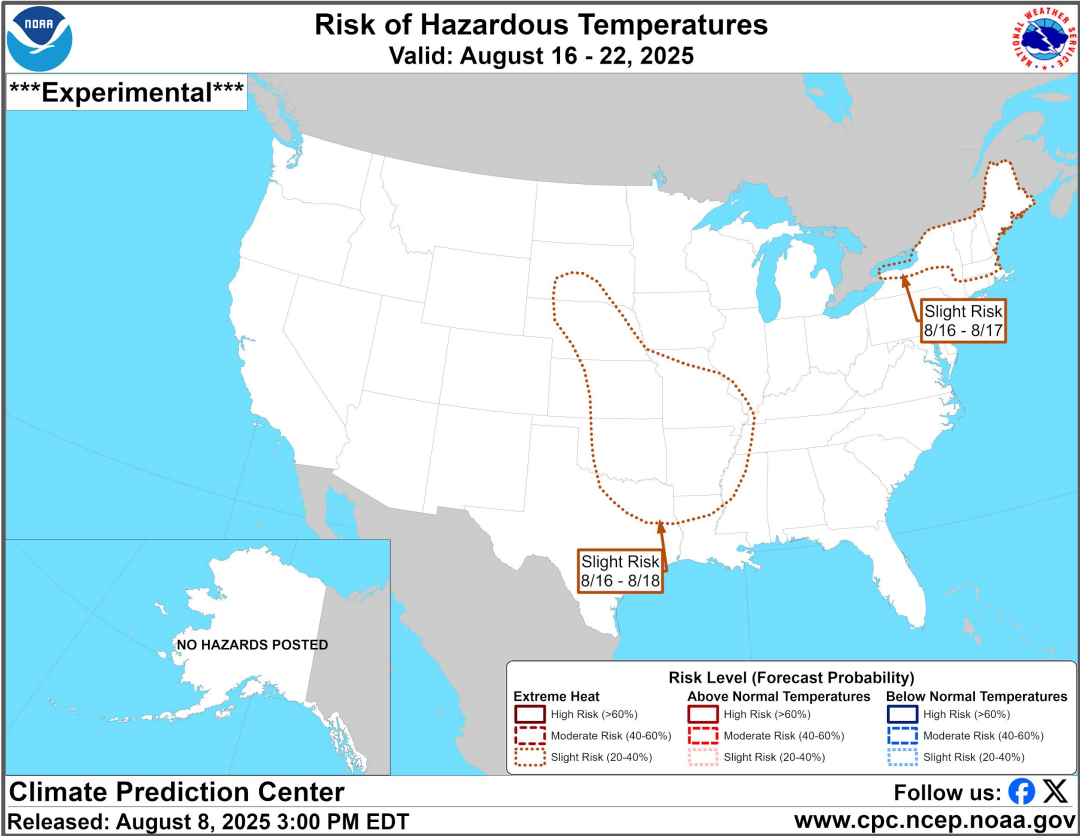 NOAA
Risk of Hazardous Temperatures
Valid: August 16 - 22, 2025
NATIONAL WEATHER SERVICE
***Experimental***
Slight Risk
8/16 - 8/17
Slight Risk
8/16 - 8/18
NO HAZARDS POSTED
Risk Level (Forecast Probability)
Extreme Heat
High Risk (>60%)
Moderate Risk (40-60%)
Slight Risk (20-40%)
Above Normal Temperatures
High Risk (>60%)
Moderate Risk (40-60%)
Slight Risk (20-40%)
Below Normal Temperatures
High Risk (>60%)
Moderate Risk (40-60%)
Slight Risk (20-40%)
Climate Prediction Center
Follow us:
Released: August 8, 2025 3:00 PM EDT
www.cpc.ncep.noaa.gov